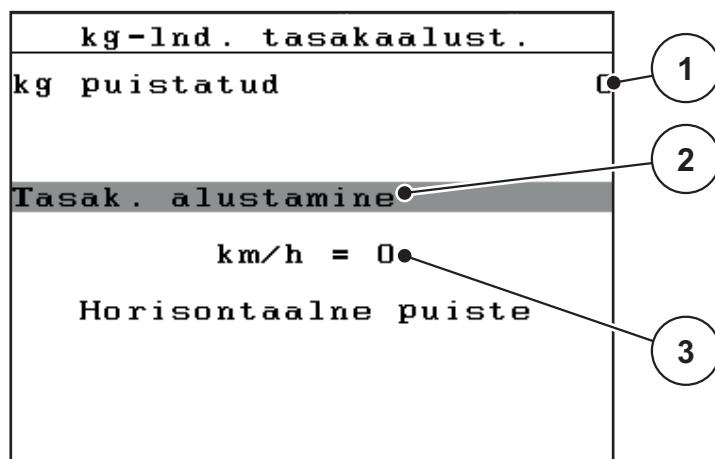 kg-lnd. tasakaalust.
kg puistatud 0
Tasak. alustamine
km/h = 0
Horisontaalne puiste
1
2
3